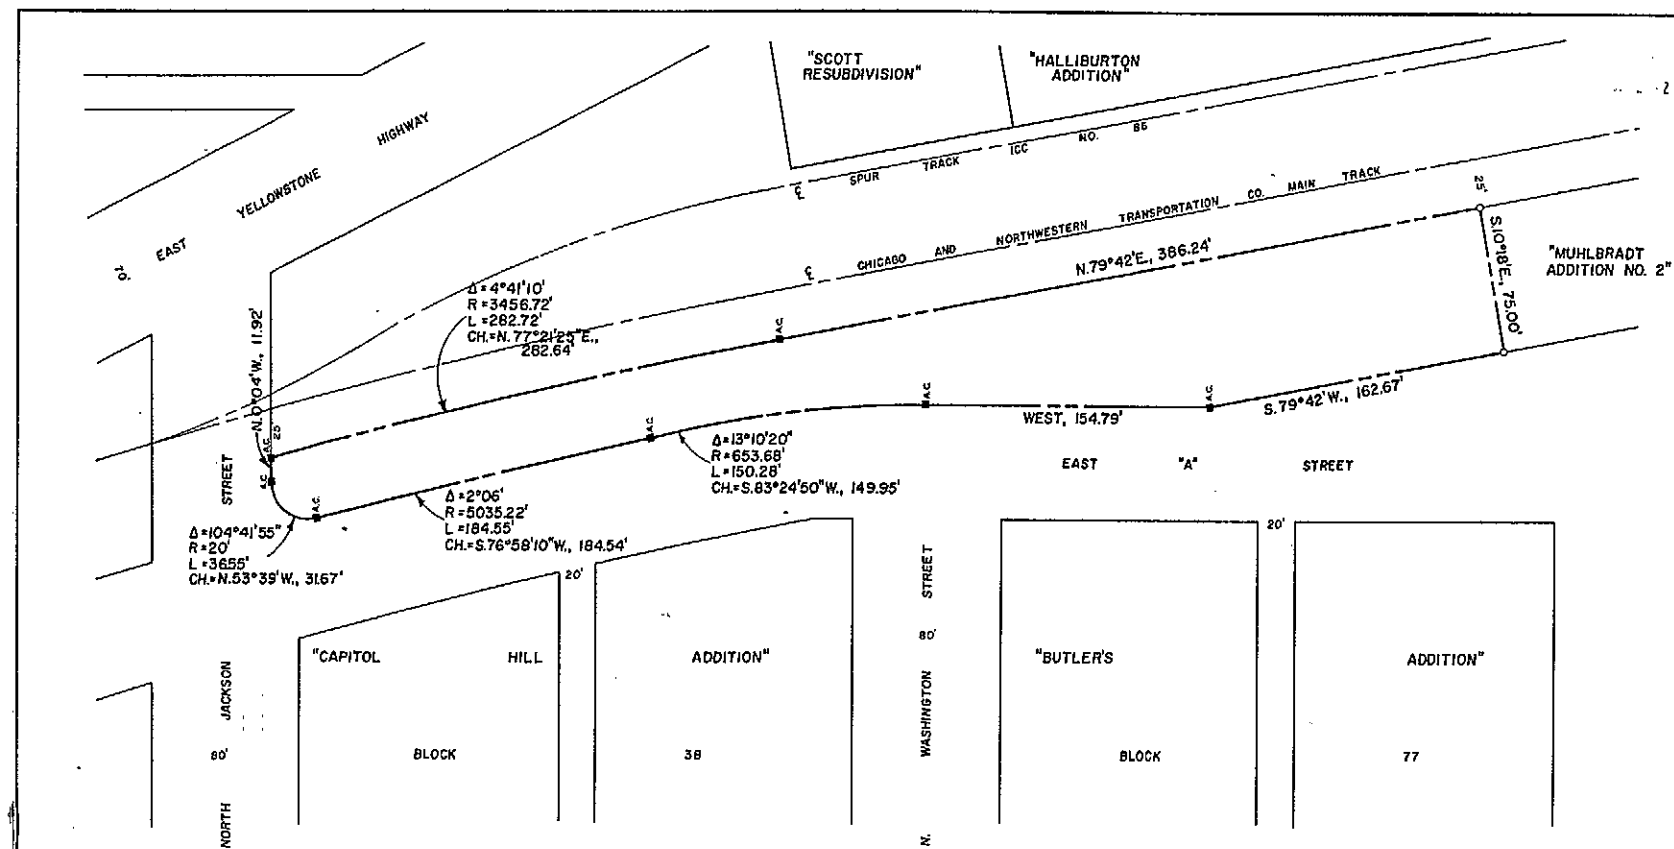 "SCOTT
RESUBDIVISION"
"HALLIBURTON
ADDITION"
2
HIGHWAY
YELLOWSTONE
EAST
70'
℄
SPUR TRACK ICC NO. 86
℄
CHICAGO AND NORTHWESTERN TRANSPORTATION CO. MAIN TRACK
25'
N.79°42'E., 386.24'
S.10°18'E., 75.00'
"MUHLBRADT
ADDITION NO. 2"
Δ=4°41'10'
R=3456.72'
L=282.72'
CH.=N.77°21'25"E.,
282.64'
N.0°04'W., 11.92'
A.C.
25'
A.C.
A.C.
A.C.
A.C.
A.C.
A.C.
WEST, 154.79'
S.79°42'W., 162.67'
Δ=13°10'20"
R=653.68'
L=150.28'
CH.=S.83°24'50"W., 149.95'
EAST "A" STREET
Δ=2°06'
R=5035.22'
L=184.55'
CH.=S.76°58'10"W., 184.54'
Δ=104°41'55"
R=20'
L=36.55'
CH.=N.53°39'W., 31.67'
20'
20'
"CAPITOL HILL ADDITION"
"BUTLER'S ADDITION"
BLOCK 38
BLOCK 77
NORTH JACKSON STREET
80'
N. WASHINGTON STREET
80'